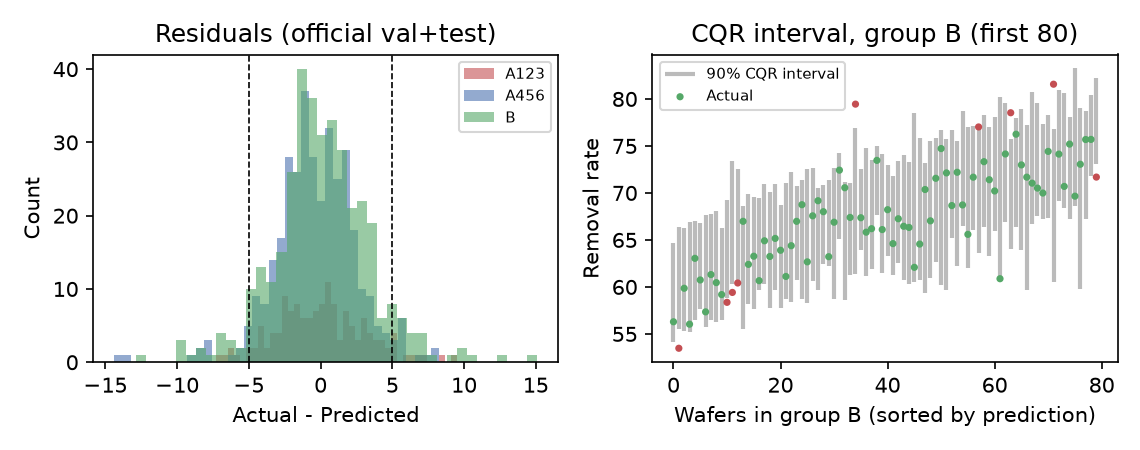 Residuals (official val+test)
40
30
20
10
0
Count
A123
A456
B
−15
−10
−5
0
5
10
15
Actual - Predicted
CQR interval, group B (first 80)
90% CQR interval
Actual
80
75
70
65
60
55
Removal rate
0
20
40
60
80
Wafers in group B (sorted by prediction)